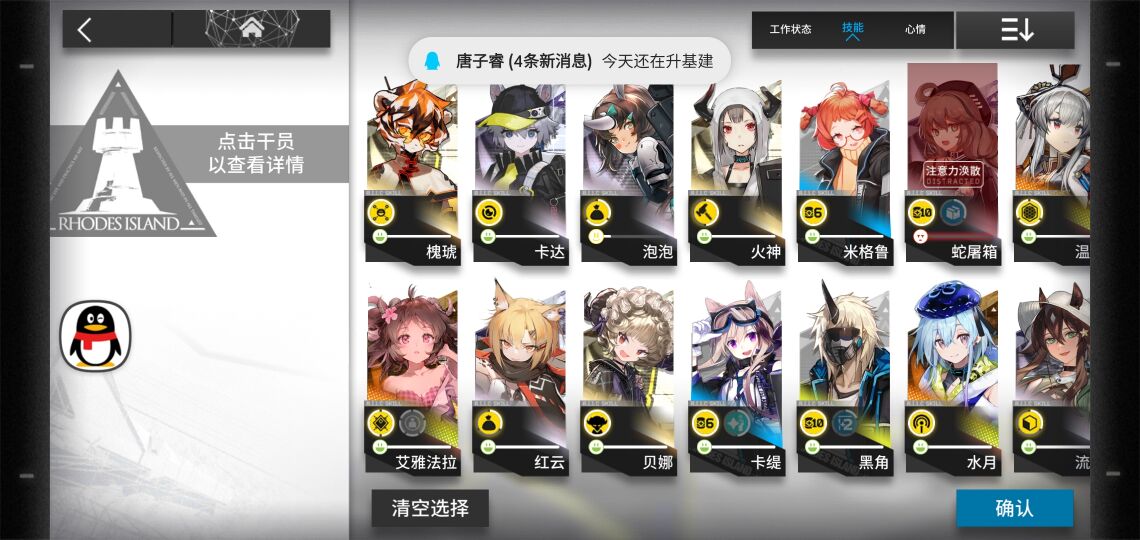 工作状态
技能
心情
唐子睿 (4条新消息) 今天还在升基建
点击干员
以查看详情
RHODES ISLAND
注意力涣散
DISTRACTED
槐琥
卡达
泡泡
火神
米格鲁
蛇屠箱
温
艾雅法拉
红云
贝娜
卡缇
黑角
水月
流
清空选择
确认